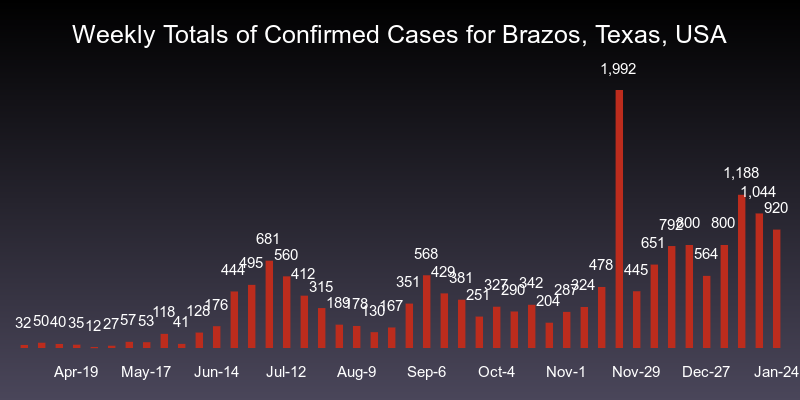 Weekly Totals of Confirmed Cases for Brazos, Texas, USA
32 50 40 35 12 27 57 53 118 41 128 176 444 495 681 560 412 315 189 178 130 167 351 568 429 381 251 327 290 342 204 287 324 478 1,992 445 651 792 800 564 800 1,188 1,044 920
Apr-19 May-17 Jun-14 Jul-12 Aug-9 Sep-6 Oct-4 Nov-1 Nov-29 Dec-27 Jan-24